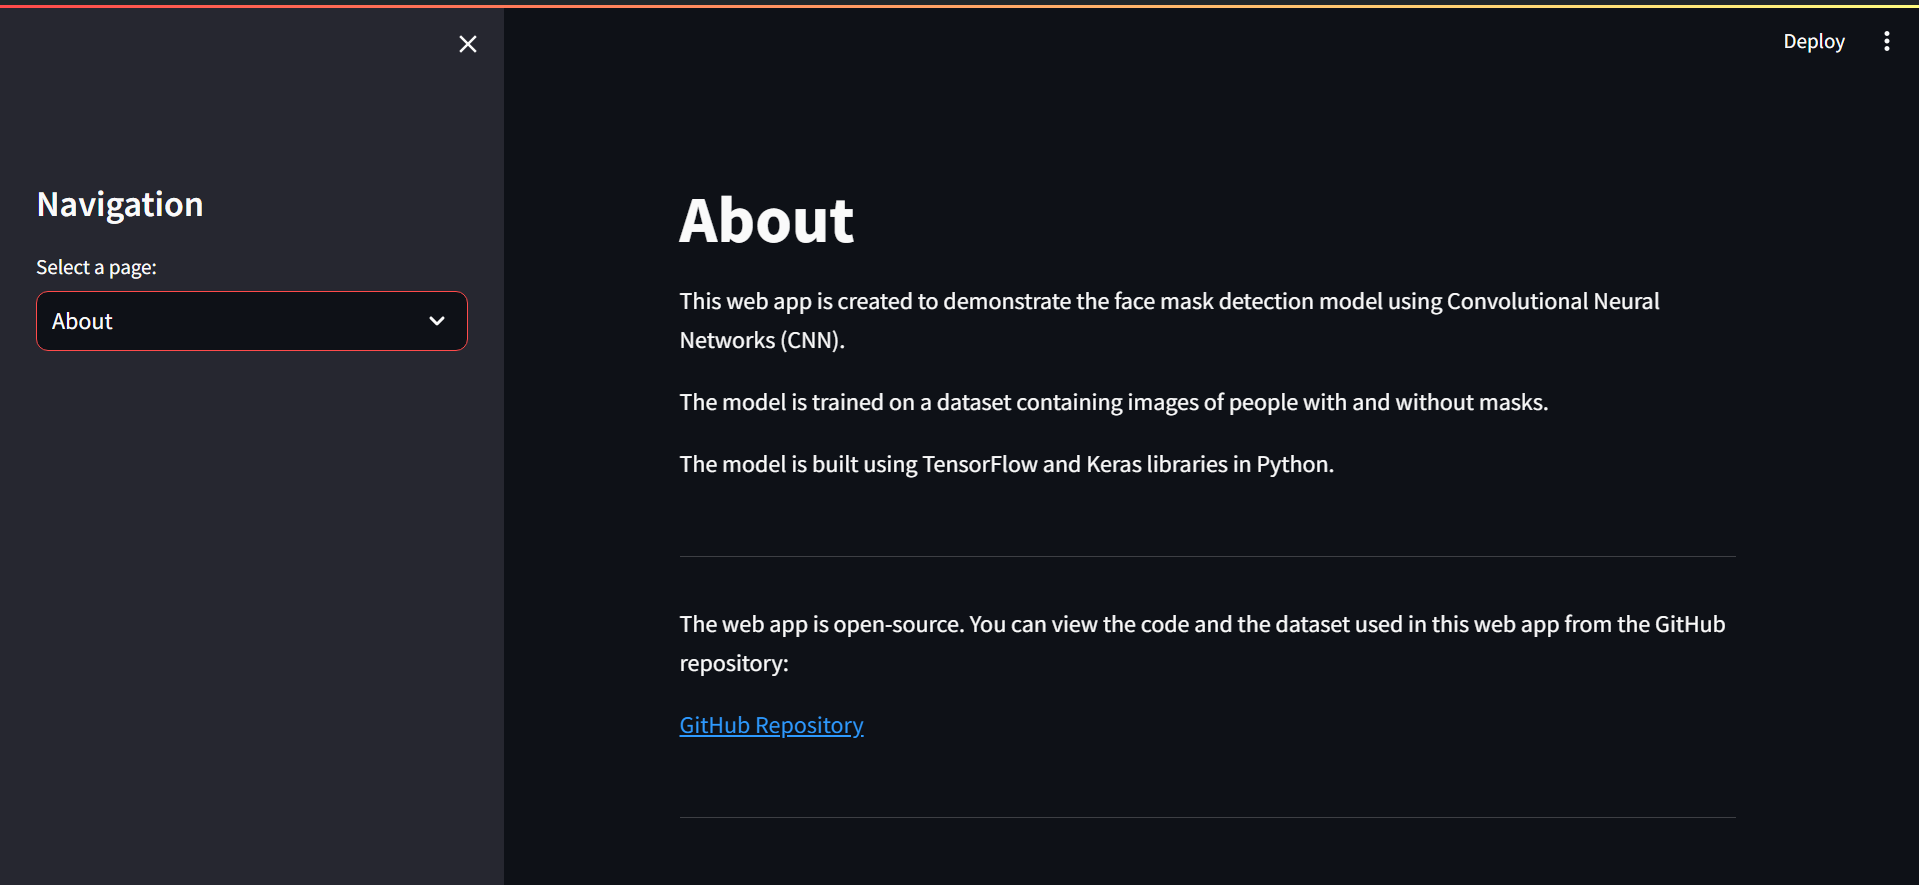 Deploy
Navigation
Select a page:
About
About
This web app is created to demonstrate the face mask detection model using Convolutional Neural
Networks (CNN).
The model is trained on a dataset containing images of people with and without masks.
The model is built using TensorFlow and Keras libraries in Python.
The web app is open-source. You can view the code and the dataset used in this web app from the GitHub
repository:
GitHub Repository